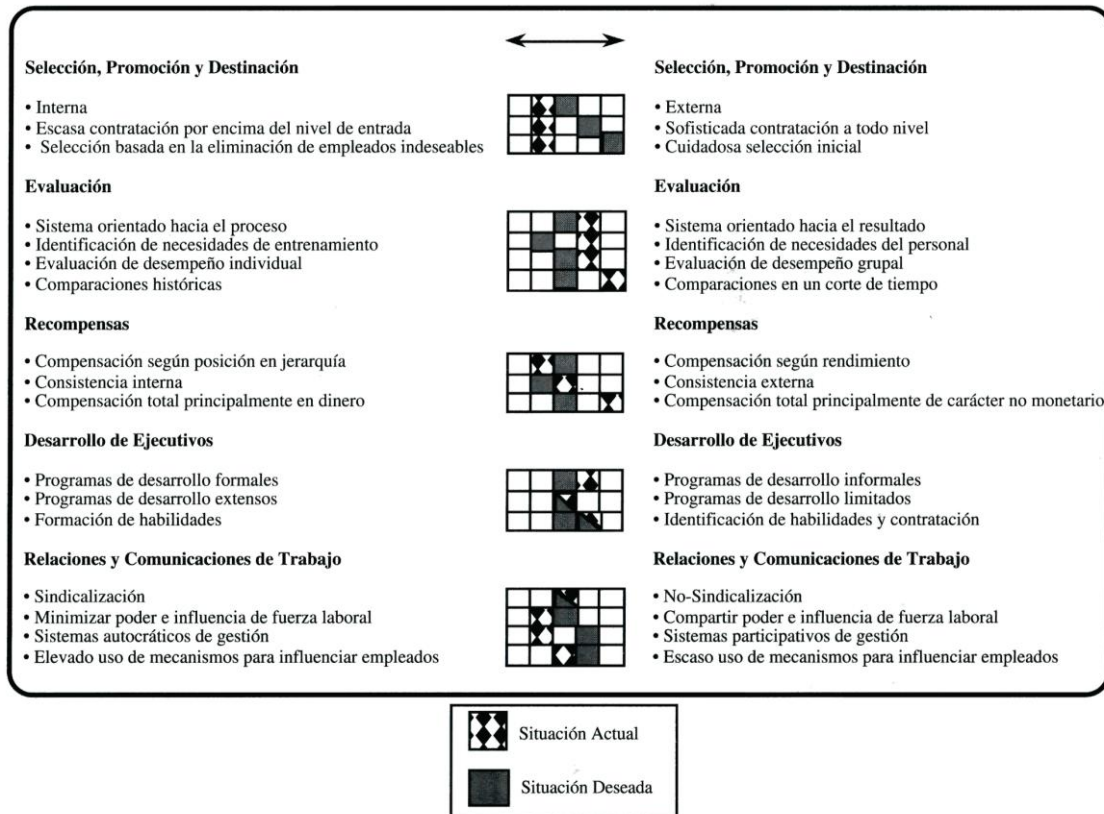 Selección, Promoción y Destinación
• Interna
• Escasa contratación por encima del nivel de entrada
• Selección basada en la eliminación de empleados indeseables
Evaluación
• Sistema orientado hacia el proceso
• Identificación de necesidades de entrenamiento
• Evaluación de desempeño individual
• Comparaciones históricas
Recompensas
• Compensación según posición en jerarquía
• Consistencia interna
• Compensación total principalmente en dinero
Desarrollo de Ejecutivos
• Programas de desarrollo formales
• Programas de desarrollo extensos
• Formación de habilidades
Relaciones y Comunicaciones de Trabajo
• Sindicalización
• Minimizar poder e influencia de fuerza laboral
• Sistemas autocráticos de gestión
• Elevado uso de mecanismos para influenciar empleados
Selección, Promoción y Destinación
• Externa
• Sofisticada contratación a todo nivel
• Cuidadosa selección inicial
Evaluación
• Sistema orientado hacia el resultado
• Identificación de necesidades del personal
• Evaluación de desempeño grupal
• Comparaciones en un corte de tiempo
Recompensas
• Compensación según rendimiento
• Consistencia externa
• Compensación total principalmente de carácter no monetario
Desarrollo de Ejecutivos
• Programas de desarrollo informales
• Programas de desarrollo limitados
• Identificación de habilidades y contratación
Relaciones y Comunicaciones de Trabajo
• No-Sindicalización
• Compartir poder e influencia de fuerza laboral
• Sistemas participativos de gestión
• Escaso uso de mecanismos para influenciar empleados
Situación Actual
Situación Deseada